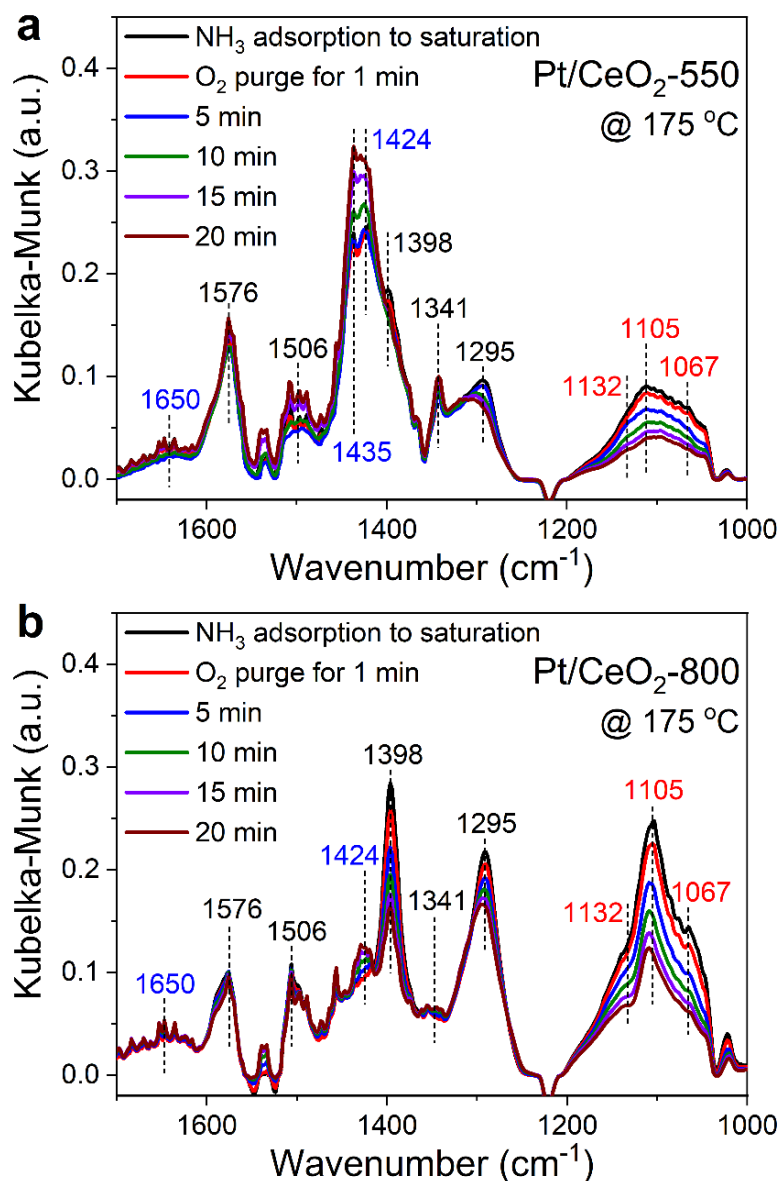 a
NH₃ adsorption to saturation
O₂ purge for 1 min
5 min
10 min
15 min
20 min
Pt/CeO₂-550
@ 175 °C
1424
1398
1576
1506
1341
1295
1650
1435
1105
1132
1067
0.4
0.3
0.2
0.1
0.0
Kubelka-Munk (a.u.)
1600
1400
1200
1000
Wavenumber (cm⁻¹)
b
NH₃ adsorption to saturation
O₂ purge for 1 min
5 min
10 min
15 min
20 min
Pt/CeO₂-800
@ 175 °C
1398
1424
1295
1576
1506
1341
1650
1105
1132
1067
0.4
0.3
0.2
0.1
0.0
Kubelka-Munk (a.u.)
1600
1400
1200
1000
Wavenumber (cm⁻¹)